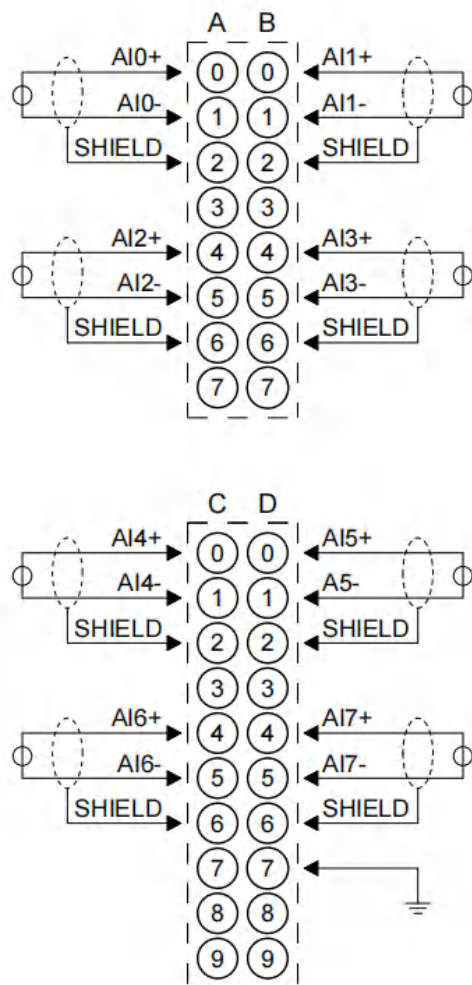 A B
AI0+ 0 0 AI1+
AI0- 1 1 AI1-
SHIELD 2 2 SHIELD
3 3
AI2+ 4 4 AI3+
AI2- 5 5 AI3-
SHIELD 6 6 SHIELD
7 7
C D
AI4+ 0 0 AI5+
AI4- 1 1 A5-
SHIELD 2 2 SHIELD
3 3
AI6+ 4 4 AI7+
AI6- 5 5 AI7-
SHIELD 6 6 SHIELD
7 7
8 8
9 9